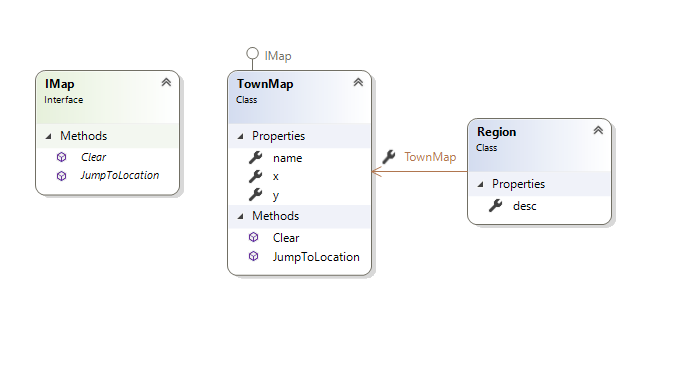 IMap
Interface
Methods
Clear
JumpToLocation
IMap
TownMap
Class
Properties
name
x
y
Methods
Clear
JumpToLocation
TownMap
Region
Class
Properties
desc